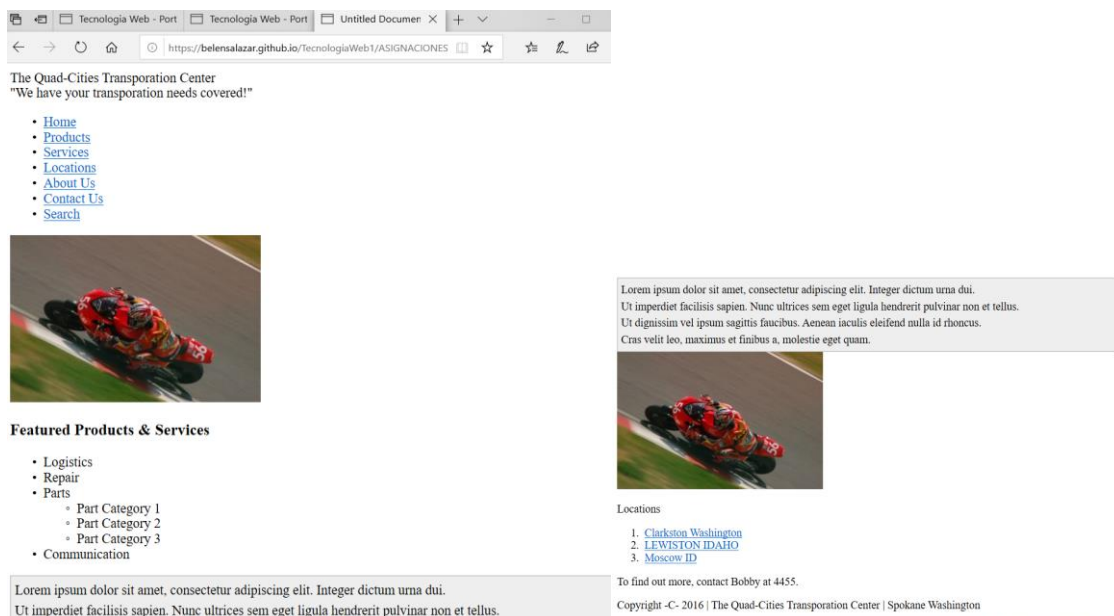 Tecnologia Web - Port
Tecnologia Web - Port
Untitled Documen
https://belensalazar.github.io/TecnologiaWeb1/ASIGNACIONES
The Quad-Cities Transporation Center
"We have your transporation needs covered!"
Home
Products
Services
Locations
About Us
Contact Us
Search
56
Featured Products & Services
Logistics
Repair
Parts
Part Category 1
Part Category 2
Part Category 3
Communication
Lorem ipsum dolor sit amet, consectetur adipiscing elit. Integer dictum urna dui.
Ut imperdiet facilisis sapien. Nunc ultrices sem eget ligula hendrerit pulvinar non et tellus.
Lorem ipsum dolor sit amet, consectetur adipiscing elit. Integer dictum urna dui.
Ut imperdiet facilisis sapien. Nunc ultrices sem eget ligula hendrerit pulvinar non et tellus.
Ut dignissim vel ipsum sagittis faucibus. Aenean iaculis eleifend nulla id rhoncus.
Cras velit leo, maximus et finibus a, molestie eget quam.
56
Locations
1. Clarkston Washington
2. LEWISTON IDAHO
3. Moscow ID
To find out more, contact Bobby at 4455.
Copyright -C- 2016 | The Quad-Cities Transporation Center | Spokane Washington